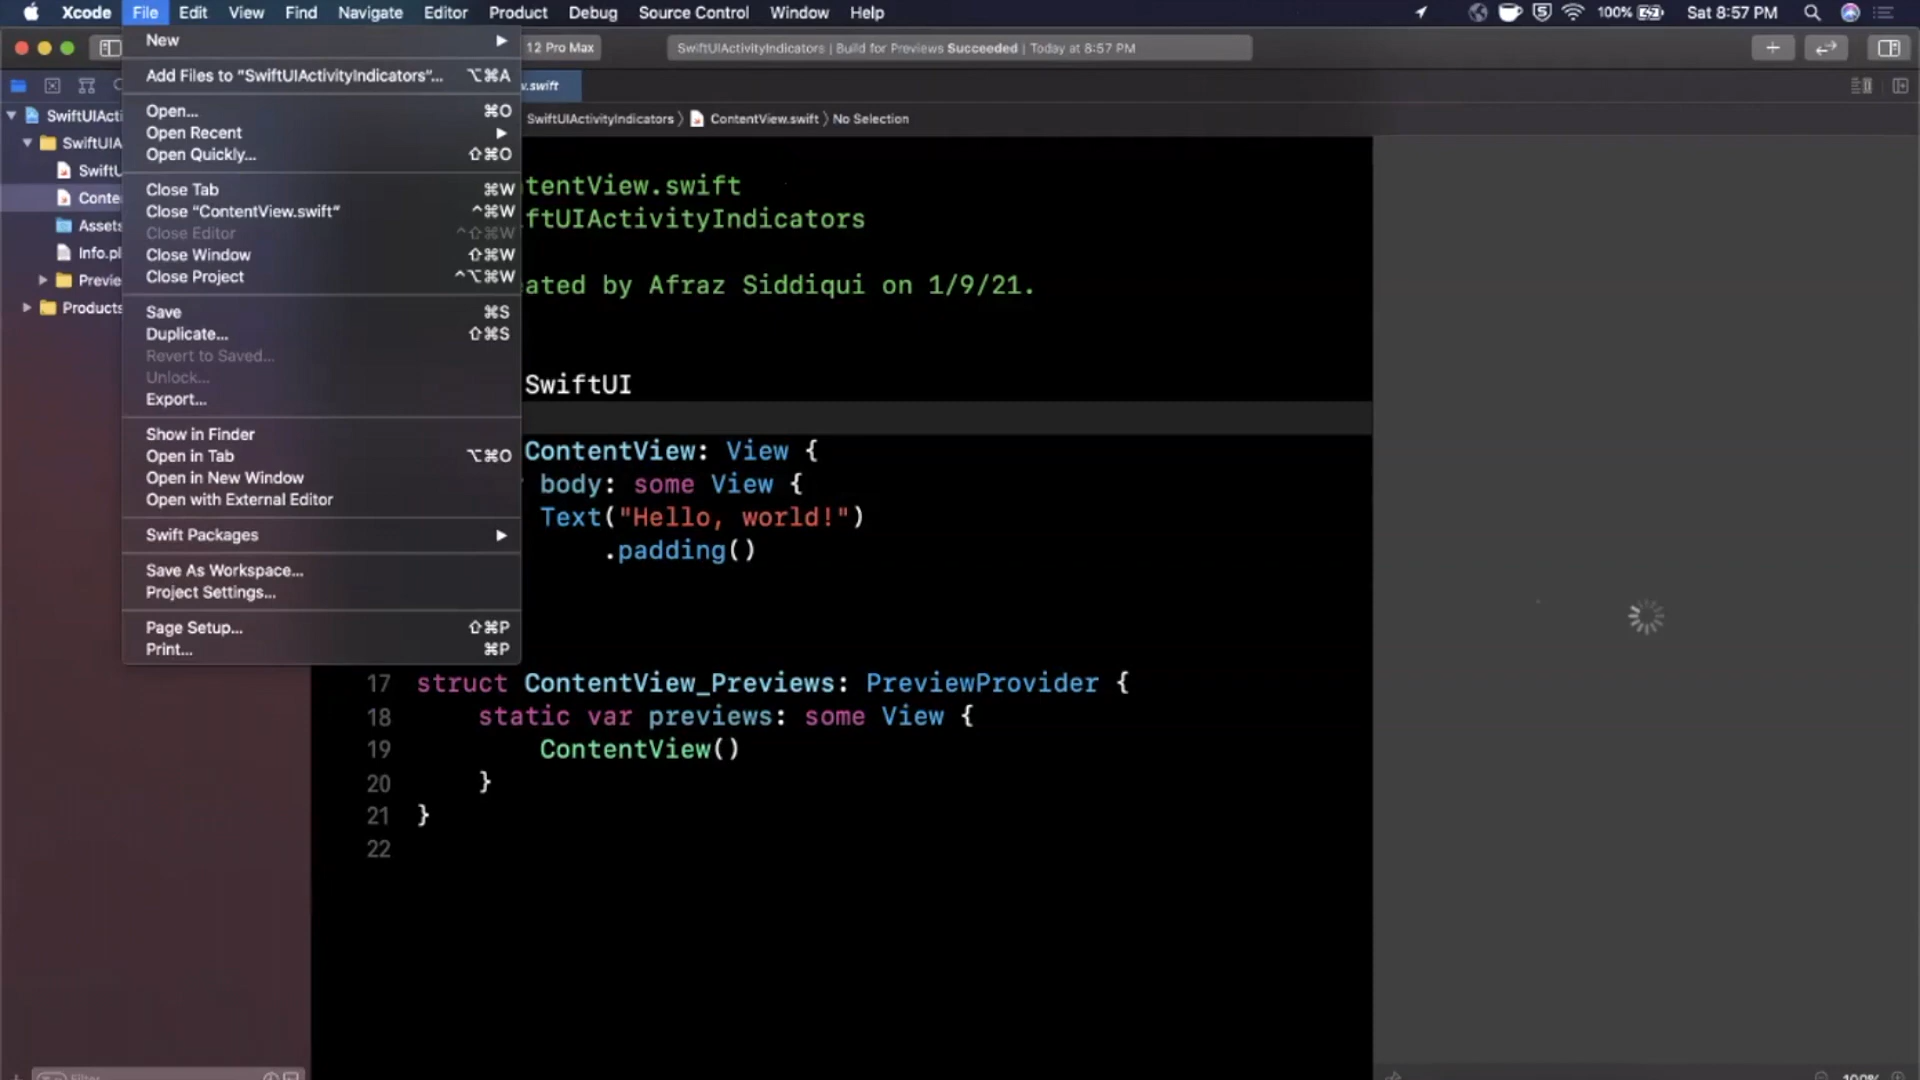 Xcode File Edit View Find Navigate Editor Product Debug Source Control Window Help 100% Sat 8:57 PM
12 Pro Max SwiftUIActivityIndicators | Build for Previews Succeeded | Today at 8:57 PM
New
Add Files to “SwiftUIActivityIndicators”... ⌥⌘A
Open... ⌘O
Open Recent
Open Quickly... ⇧⌘O
Close Tab ⌘W
Close “ContentView.swift” ^⌘W
Close Editor ^⇧⌘W
Close Window ⇧⌘W
Close Project ^⌥⌘W
Save ⌘S
Duplicate... ⇧⌘S
Revert to Saved...
Unlock...
Export...
Show in Finder
Open in Tab ⌥⌘O
Open in New Window
Open with External Editor
Swift Packages
Save As Workspace...
Project Settings...
Page Setup... ⇧⌘P
Print... ⌘P
SwiftUIActi
SwiftUIA
SwiftU
Conte
Assets
Info.pl
Previe
Products
Filter
.swift
SwiftUIActivityIndicators ContentView.swift No Selection
tentView.swift
ftUIActivityIndicators
ated by Afraz Siddiqui on 1/9/21.
SwiftUI
ContentView: View {
body: some View {
Text("Hello, world!")
.padding()
17 struct ContentView_Previews: PreviewProvider {
18 static var previews: some View {
19 ContentView()
20 }
21 }
22
100%